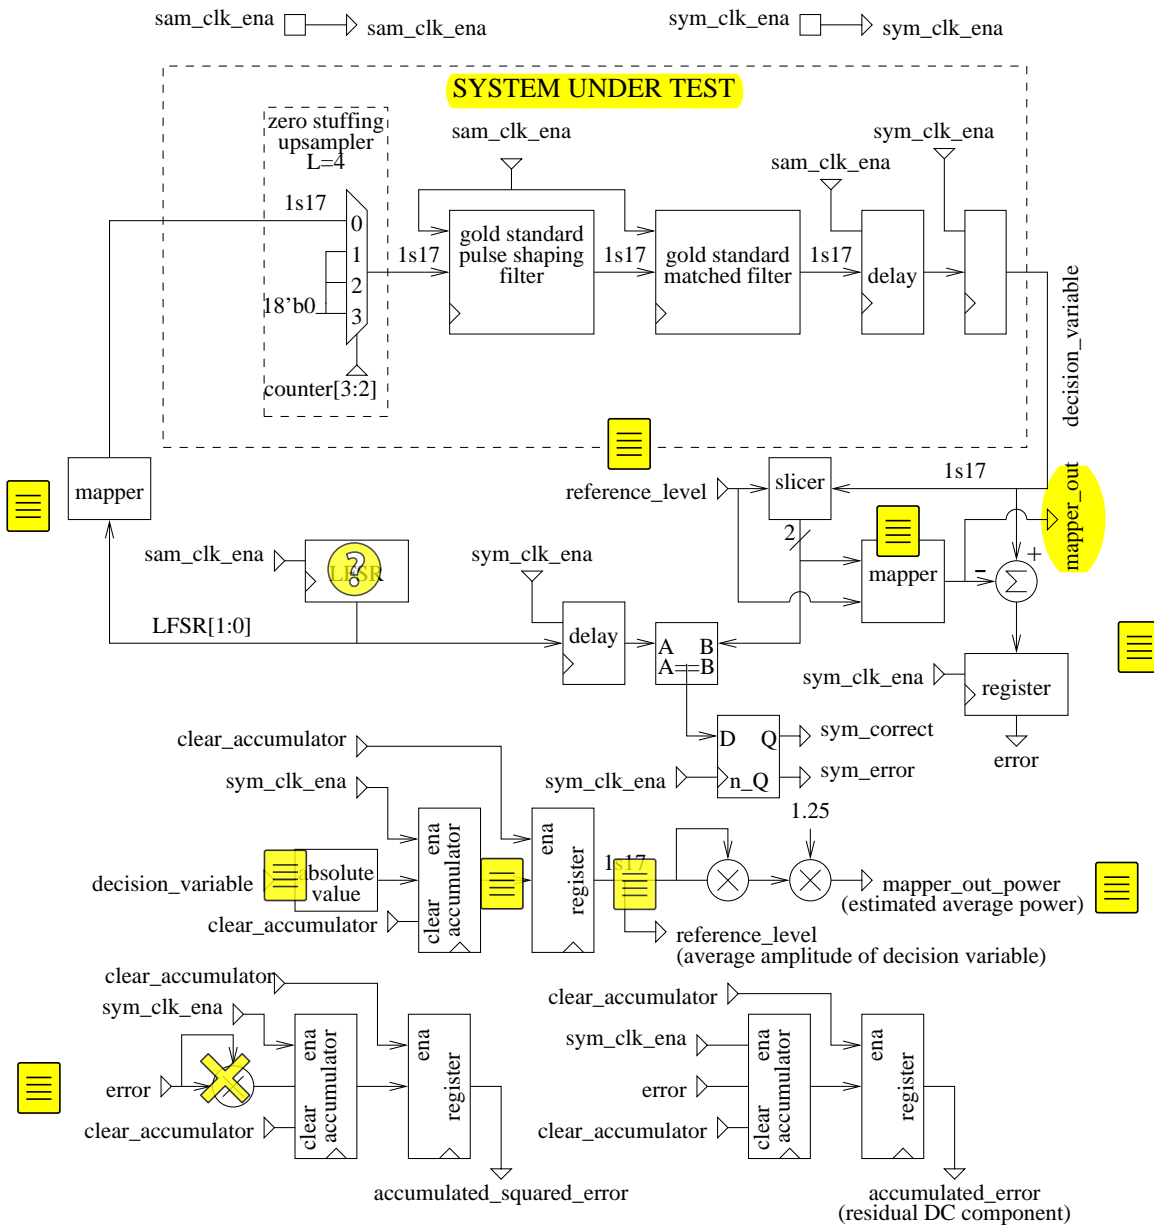 sam_clk_ena
sam_clk_ena
sym_clk_ena
sym_clk_ena
SYSTEM UNDER TEST
zero stuffing
upsampler
L=4
sam_clk_ena
sym_clk_ena
sam_clk_ena
1s17
0
1
2
3
18'b0
counter[3:2]
1s17
gold standard
pulse shaping
filter
1s17
gold standard
matched filter
1s17
delay
decision_variable
mapper
reference_level
slicer
1s17
mapper_out
2
mapper
+
-
Σ
sam_clk_ena
LFSR
sym_clk_ena
LFSR[1:0]
delay
A B
A==B
sym_clk_ena
register
error
clear_accumulator
D Q
n_Q
sym_correct
sym_error
sym_clk_ena
sym_clk_ena
1.25
decision_variable
absolute
value
clear_accumulator
ena
clear
accumulator
ena
register
1s17
mapper_out_power
(estimated average power)
reference_level
(average amplitude of decision variable)
clear_accumulator
sym_clk_ena
error
clear_accumulator
ena
clear
accumulator
ena
register
accumulated_squared_error
clear_accumulator
sym_clk_ena
error
clear_accumulator
ena
clear
accumulator
ena
register
accumulated_error
(residual DC component)